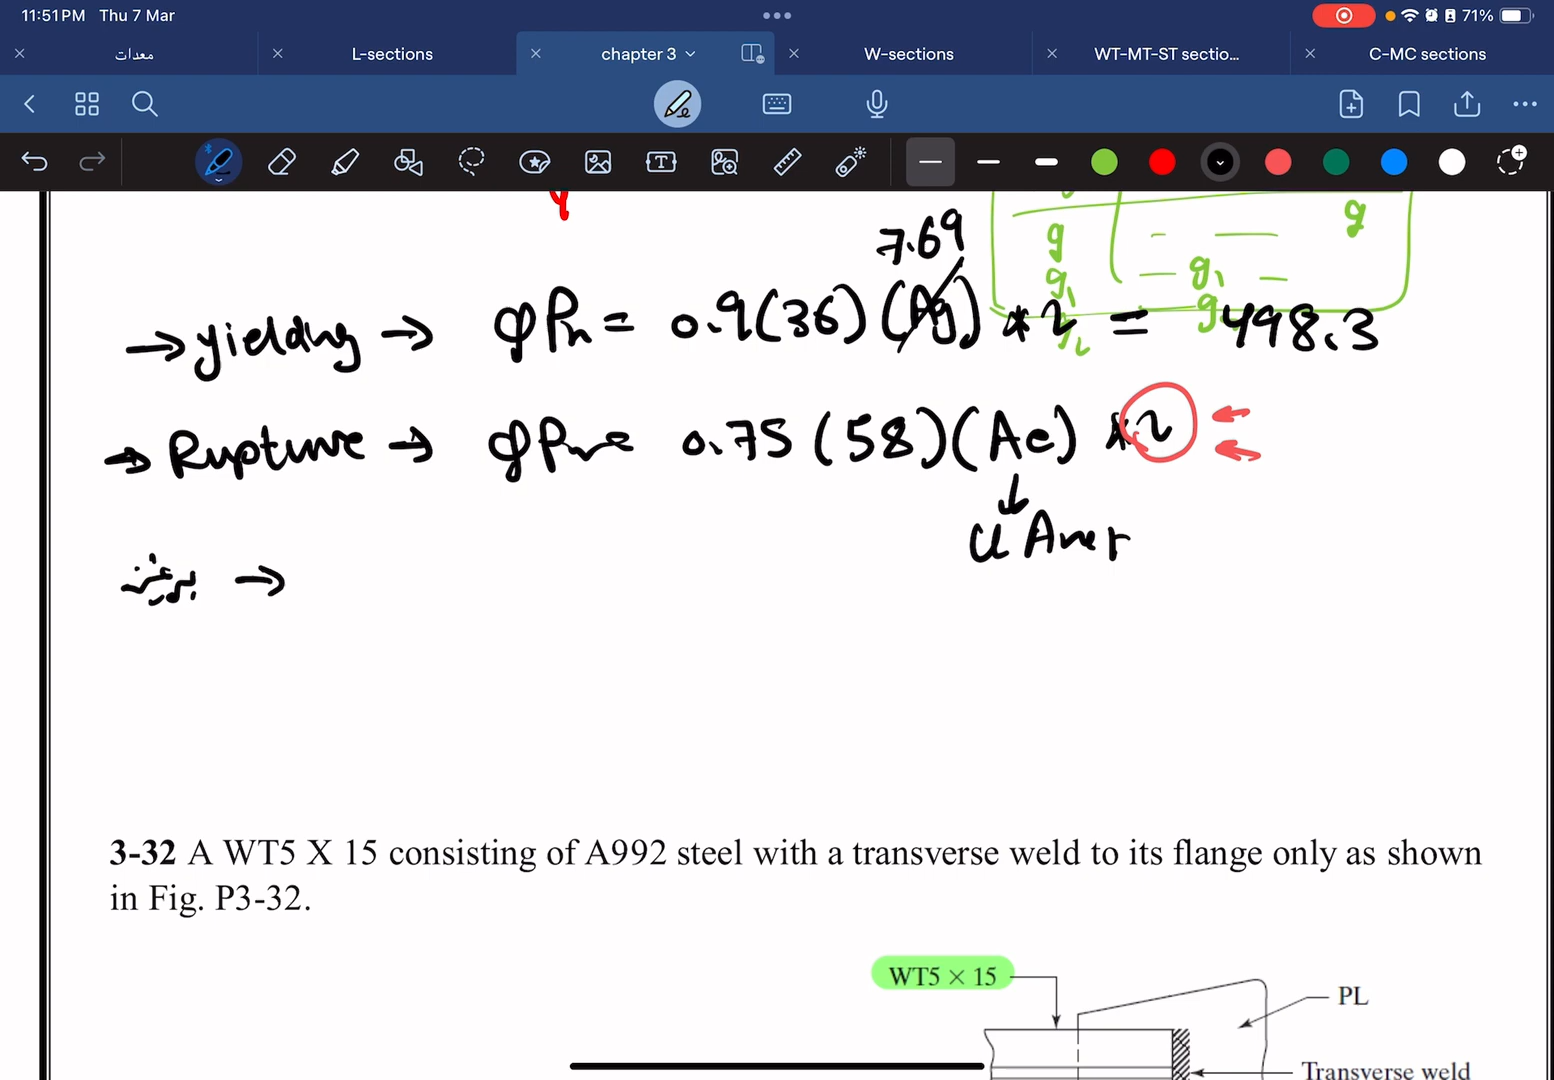 11:51 PM Thu 7 Mar
71%
معدات
L-sections
chapter 3
W-sections
WT-MT-ST sectio...
C-MC sections
g
7.69
g
g₁
g₁
→ yielding → φPn = 0.9(36)(Ag) * 2 = 498.3
→ Rupture → φPn = 0.75 (58)(Ae) * 2
↓
U Anet
→
3-32 A WT5 X 15 consisting of A992 steel with a transverse weld to its flange only as shown
in Fig. P3-32.
WT5 × 15
PL
Transverse weld